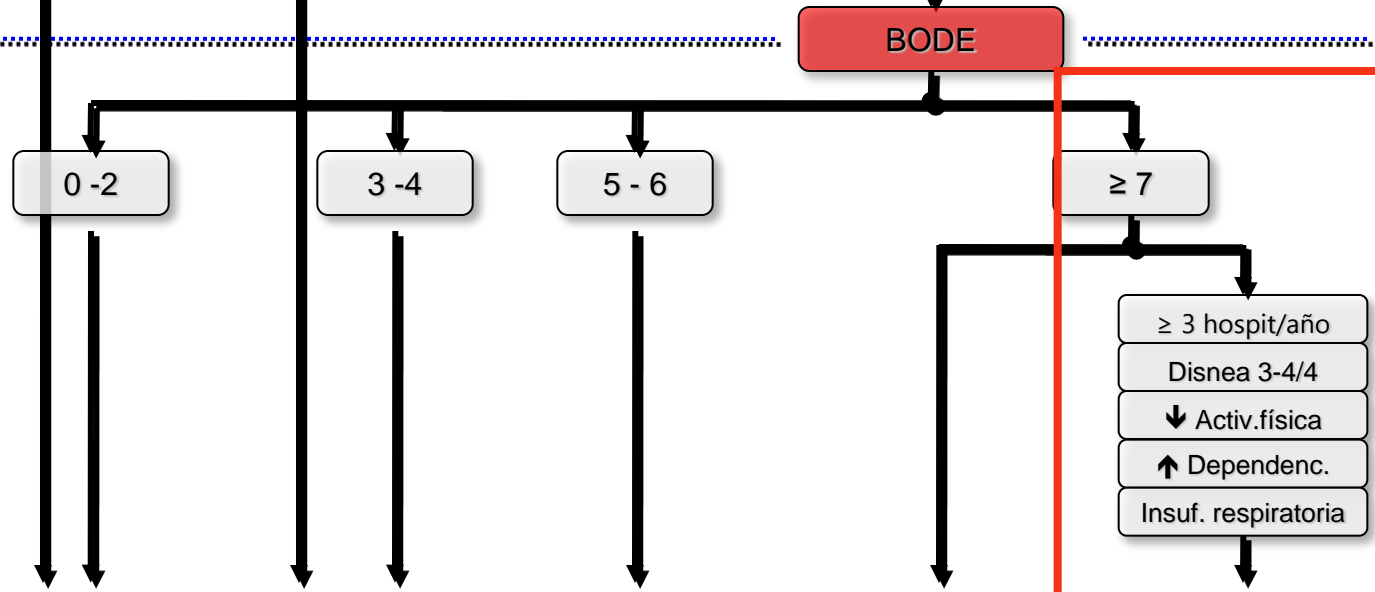 BODE
0 -2
3 -4
5 - 6
≥ 7
≥ 3 hospit/año
Disnea 3-4/4
🡻 Activ.física
🡹 Dependenc.
Insuf. respiratoria